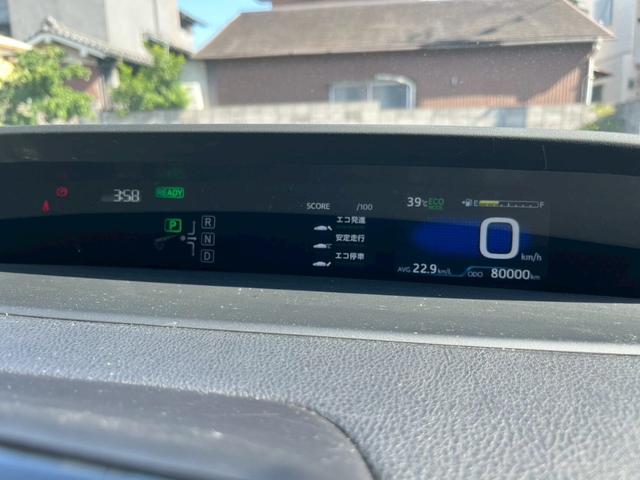 3:58
READY
P
R
N
D
SCORE /100
エコ発進
安定走行
エコ停車
39℃ ECO MODE
E F
0 km/h
AVG 22.9 km/L ODO 80000 km